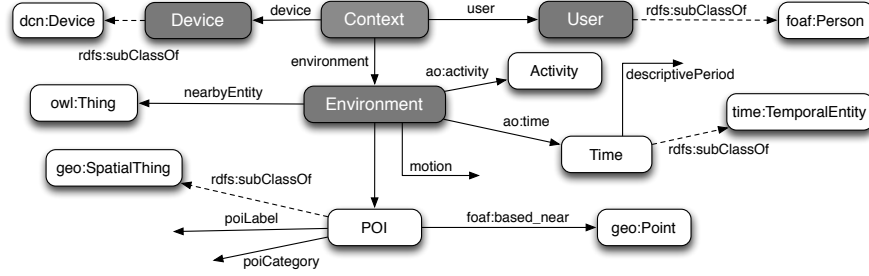 dcn:Device
Device
device
Context
user
User
rdfs:subClassOf
foaf:Person
rdfs:subClassOf
environment
ao:activity
Activity
descriptivePeriod
owl:Thing
nearbyEntity
Environment
ao:time
time:TemporalEntity
Time
rdfs:subClassOf
geo:SpatialThing
rdfs:subClassOf
motion
poiLabel
POI
foaf:based_near
geo:Point
poiCategory